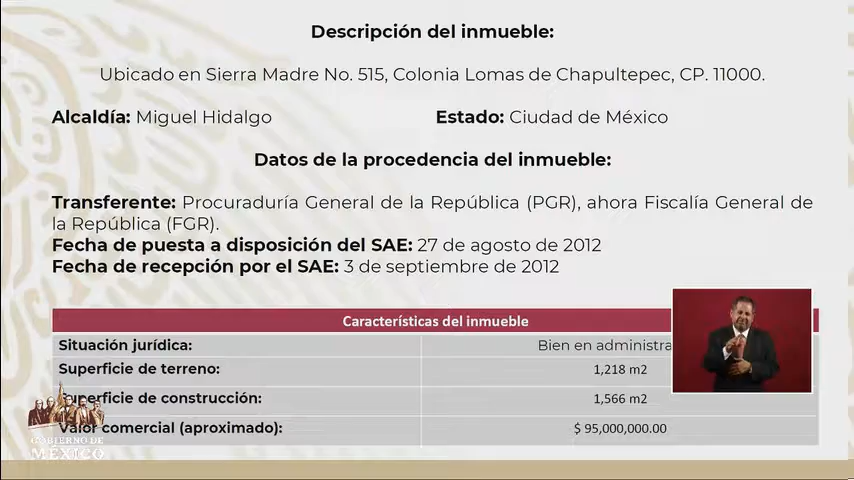 Descripción del inmueble:
Ubicado en Sierra Madre No. 515, Colonia Lomas de Chapultepec, CP. 11000.
Alcaldía: Miguel Hidalgo Estado: Ciudad de México
Datos de la procedencia del inmueble:
Transferente: Procuraduría General de la República (PGR), ahora Fiscalía General de
la República (FGR).
Fecha de puesta a disposición del SAE: 27 de agosto de 2012
Fecha de recepción por el SAE: 3 de septiembre de 2012
Características del inmueble
Situación jurídica: Bien en administra
Superficie de terreno: 1,218 m2
Superficie de construcción: 1,566 m2
Valor comercial (aproximado): $ 95,000,000.00
GOBIERNO DE
MÉXICO